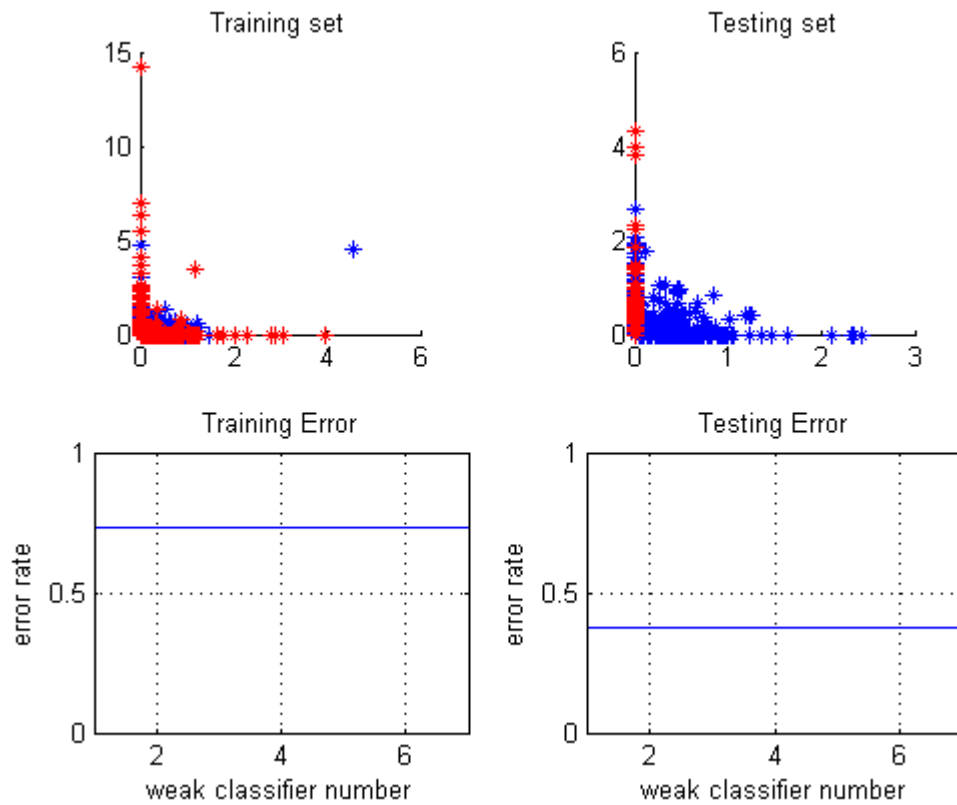 Training set
15
10
5
0
0 2 4 6
Testing set
6
4
2
0
0 1 2 3
Training Error
1
0.5
0
2 4 6
error rate
weak classifier number
Testing Error
1
0.5
0
2 4 6
error rate
weak classifier number